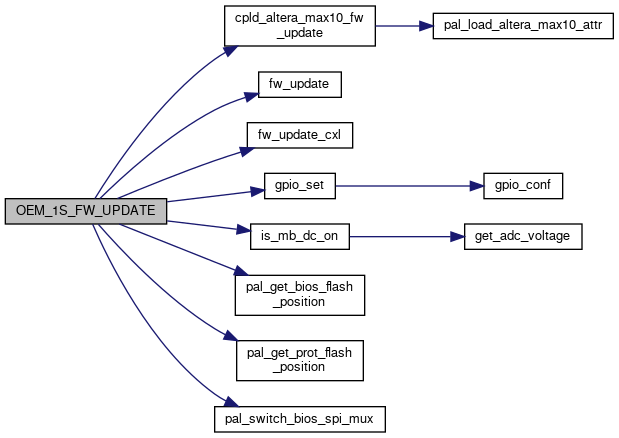 OEM_1S_FW_UPDATE
cpld_altera_max10_fw
_update
pal_load_altera_max10_attr
fw_update
fw_update_cxl
gpio_set
gpio_conf
is_mb_dc_on
get_adc_voltage
pal_get_bios_flash
_position
pal_get_prot_flash
_position
pal_switch_bios_spi_mux